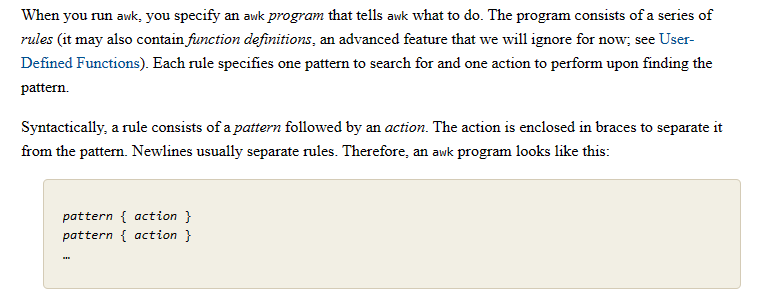 When you run awk, you specify an awk program that tells awk what to do. The program consists of a series of
rules (it may also contain function definitions, an advanced feature that we will ignore for now; see User-
Defined Functions). Each rule specifies one pattern to search for and one action to perform upon finding the
pattern.
Syntactically, a rule consists of a pattern followed by an action. The action is enclosed in braces to separate it
from the pattern. Newlines usually separate rules. Therefore, an awk program looks like this:
pattern { action }
pattern { action }
…